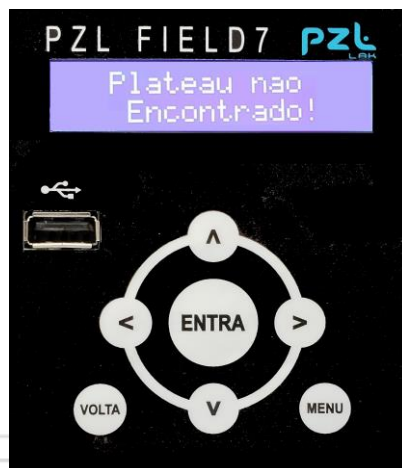 PZL FIELD7 PZL
LAK
Plateau nao
Encontrado!
ENTRA
VOLTA
MENU